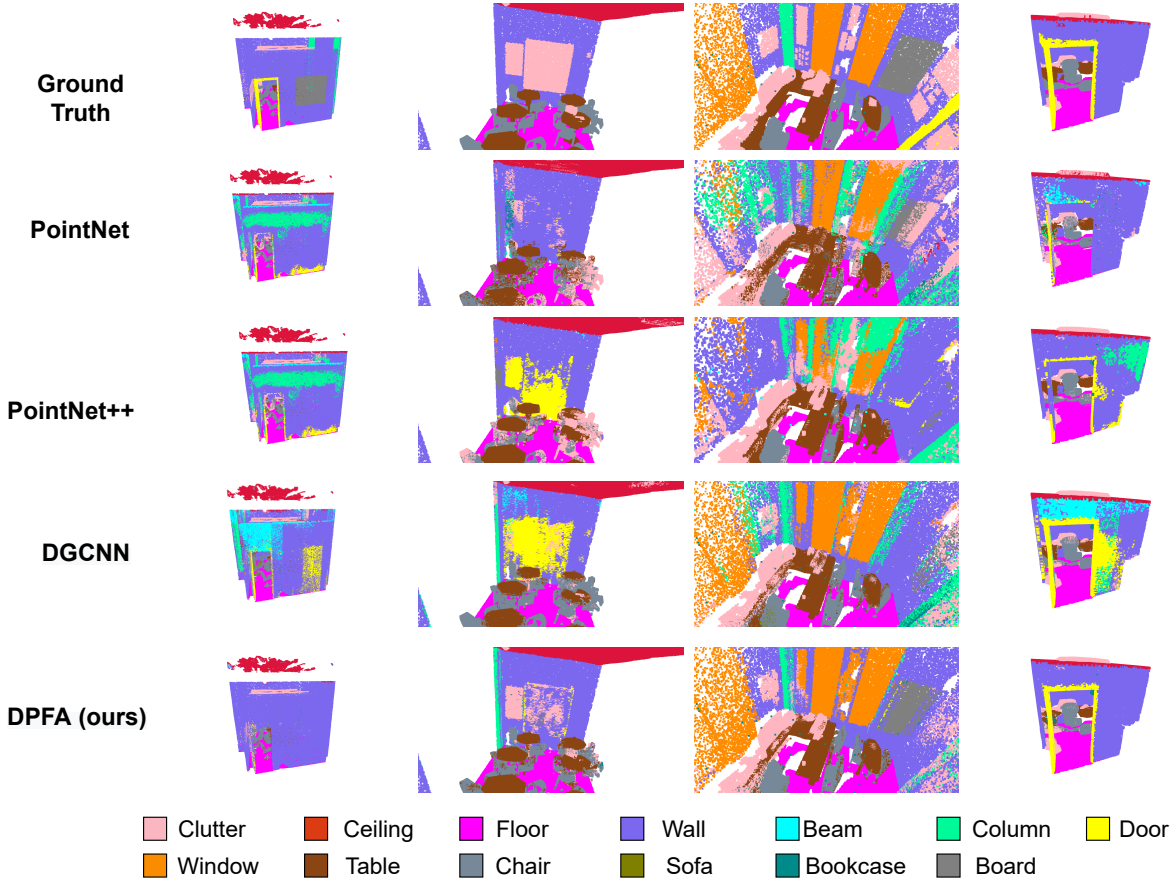 Ground
Truth
PointNet
PointNet++
DGCNN
DPFA (ours)
Clutter Ceiling Floor Wall Beam Column Door
Window Table Chair Sofa Bookcase Board